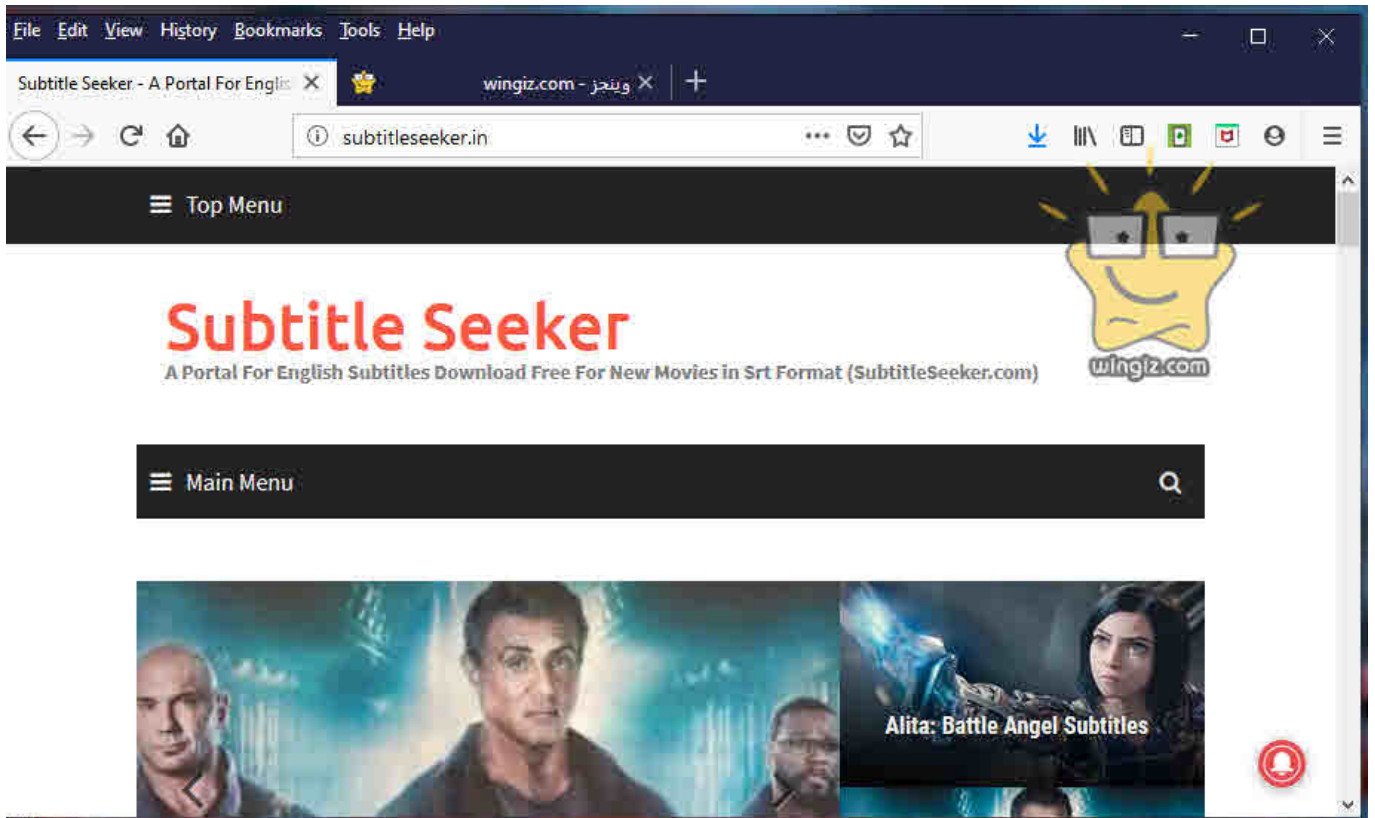 File Edit View History Bookmarks Tools Help
Subtitle Seeker - A Portal For Englis
wingiz.com - وينجز
subtitleseeker.in
Top Menu
Subtitle Seeker
A Portal For English Subtitles Download Free For New Movies in Srt Format (SubtitleSeeker.com)
wingiz.com
Main Menu
Alita: Battle Angel Subtitles